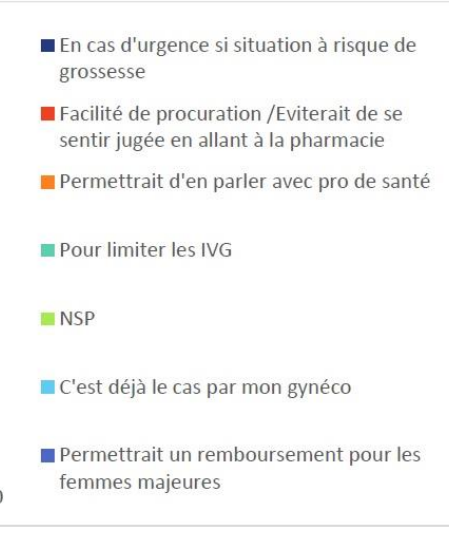 En cas d'urgence si situation à risque de
grossesse
Facilité de procuration /Eviterait de se
sentir jugée en allant à la pharmacie
Permettrait d'en parler avec pro de santé
Pour limiter les IVG
NSP
C'est déjà le cas par mon gynéco
Permettrait un remboursement pour les
femmes majeures